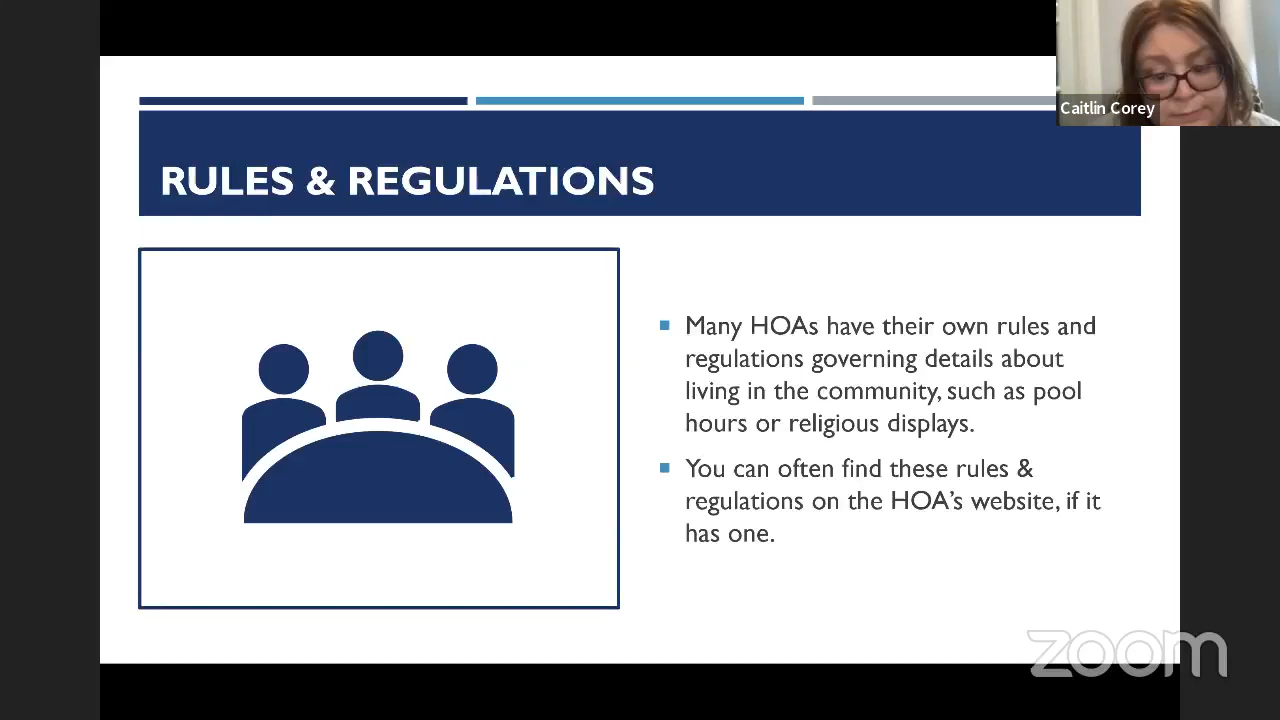 Caitlin Corey
RULES & REGULATIONS
Many HOAs have their own rules and
regulations governing details about
living in the community, such as pool
hours or religious displays.
You can often find these rules &
regulations on the HOA’s website, if it
has one.
zoom